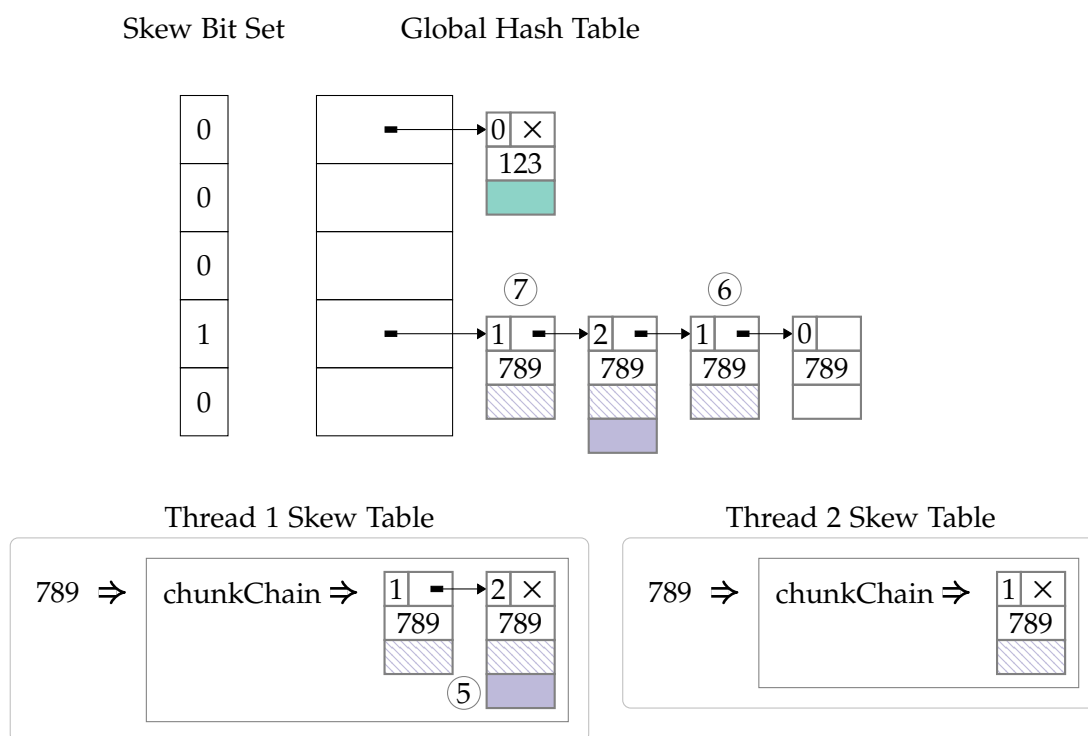 Skew Bit Set Global Hash Table
0 0 ×
123
0
0
7 6
1 1 2 1 0
789 789 789 789
0
Thread 1 Skew Table Thread 2 Skew Table
789 ⇒ chunkChain ⇒ 1 2 × 789 ⇒ chunkChain ⇒ 1 ×
789 789 789
5